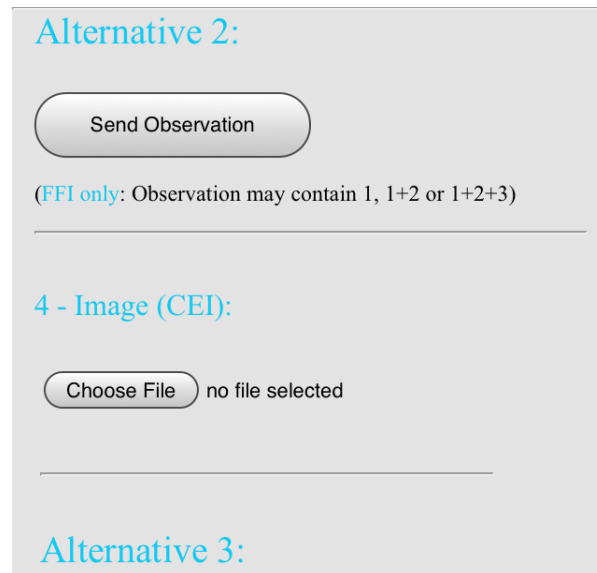 Alternative 2:
Send Observation
(FFI only: Observation may contain 1, 1+2 or 1+2+3)
4 - Image (CEI):
Choose File no file selected
Alternative 3: